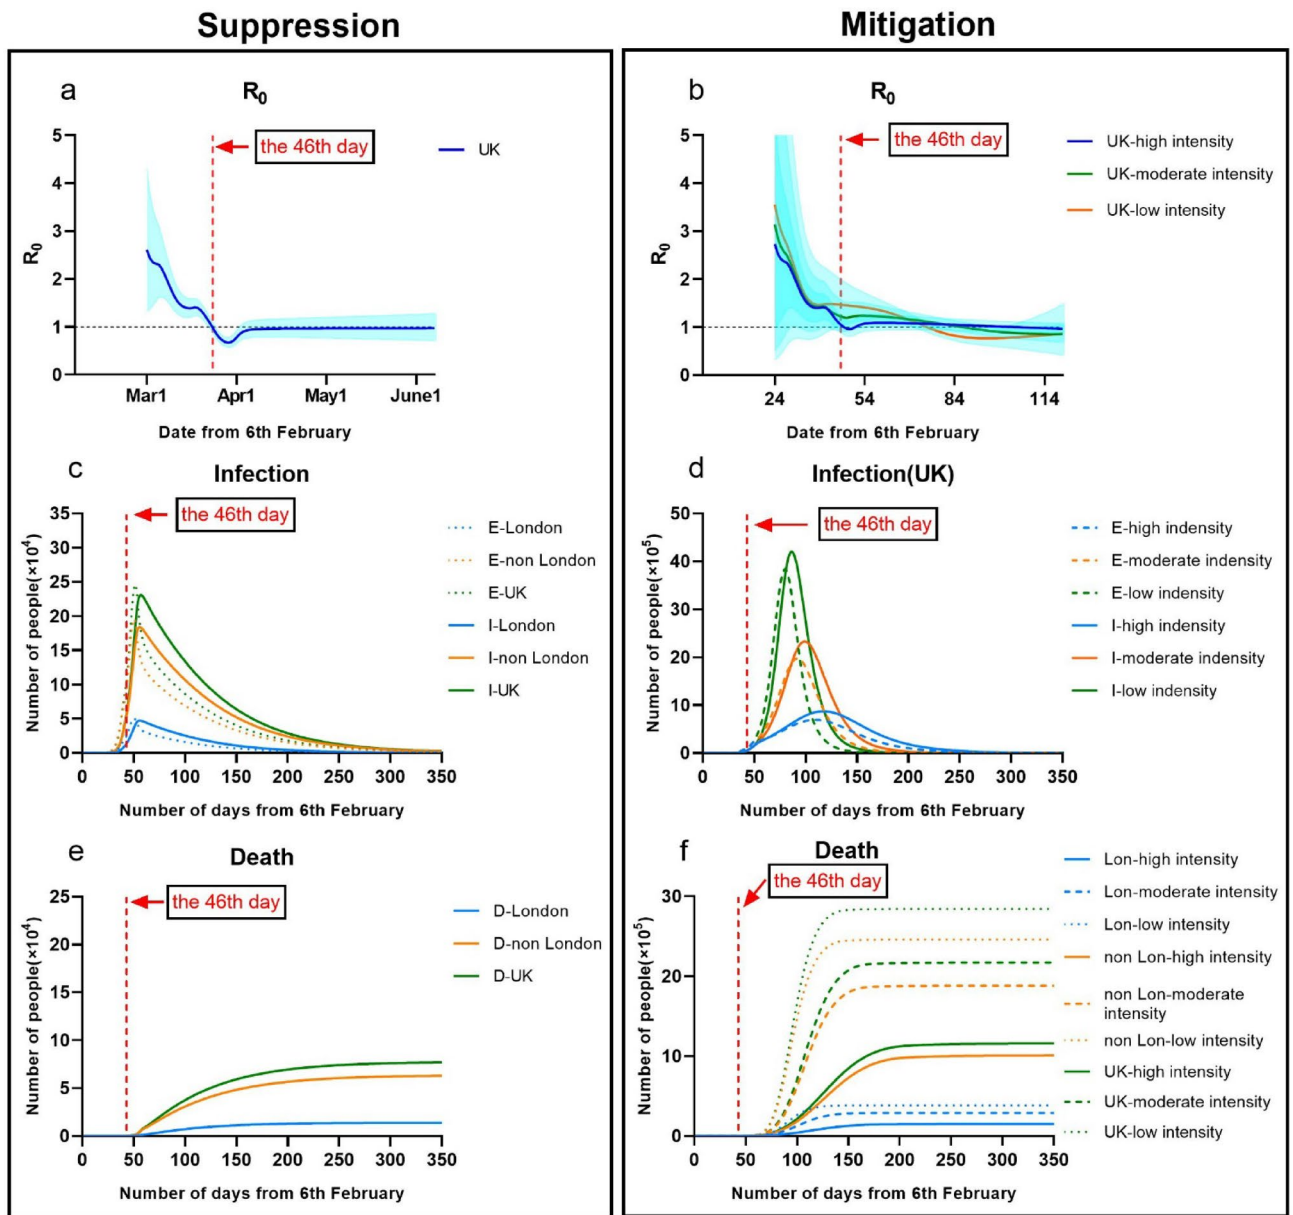 Suppression
Mitigation
a
R₀
the 46th day
UK
5
4
3
2
1
0
R₀
Mar1 Apr1 May1 June1
Date from 6th February
b
R₀
the 46th day
UK-high intensity
UK-moderate intensity
UK-low intensity
5
4
3
2
1
0
R₀
24 54 84 114
Date from 6th February
c
Infection
the 46th day
E-London
E-non London
E-UK
I-London
I-non London
I-UK
35
30
25
20
15
10
5
0
Number of people(×10⁴)
0 50 100 150 200 250 300 350
Number of days from 6th February
d
Infection(UK)
the 46th day
E-high indensity
E-moderate indensity
E-low indensity
I-high indensity
I-moderate indensity
I-low indensity
50
40
30
20
10
0
Number of people(×10⁵)
0 50 100 150 200 250 300 350
Number of days from 6th February
e
Death
the 46th day
D-London
D-non London
D-UK
25
20
15
10
5
0
Number of people(×10⁴)
0 50 100 150 200 250 300 350
Number of days from 6th February
f
Death
the 46th day
Lon-high intensity
Lon-moderate intensity
Lon-low intensity
non Lon-high intensity
non Lon-moderate
intensity
non Lon-low intensity
UK-high intensity
UK-moderate intensity
UK-low intensity
30
20
10
0
Number of people(×10⁵)
0 50 100 150 200 250 300 350
Number of days from 6th February